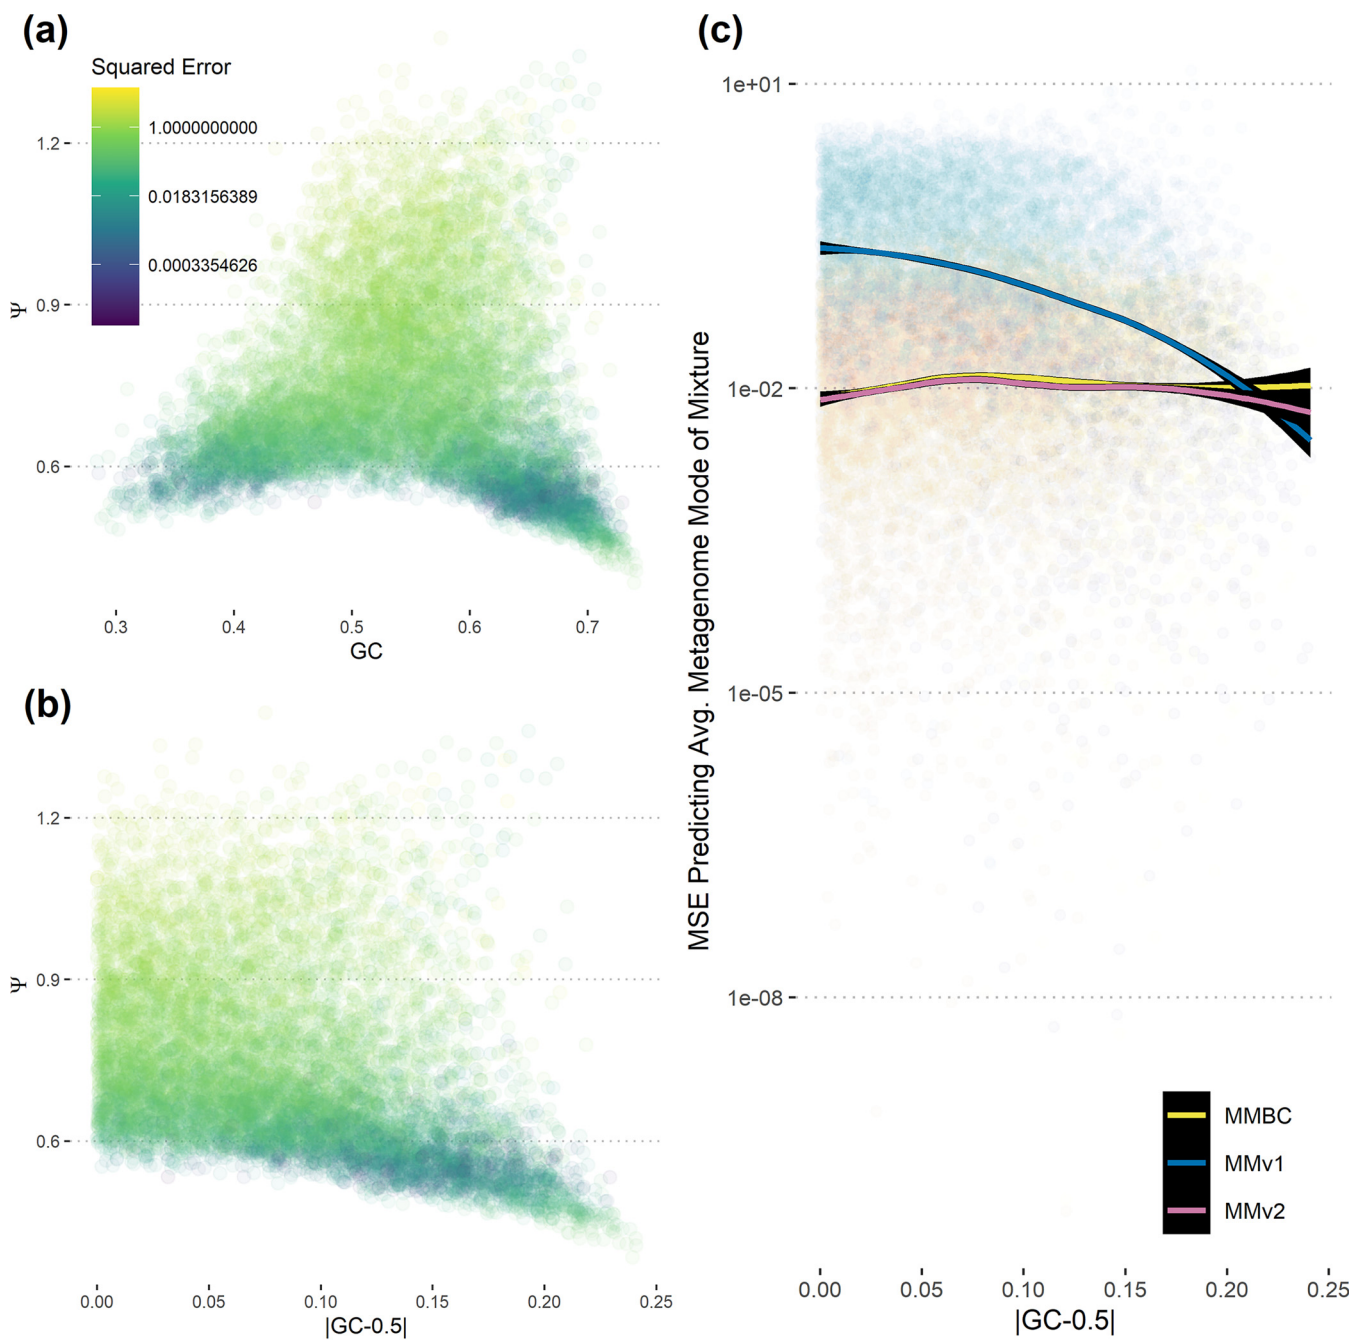 (a)
Squared Error
1.0000000000
0.0183156389
0.0003354626
1.2
0.9
0.6
Ψ
0.3 0.4 0.5 0.6 0.7
GC
(b)
1.2
0.9
0.6
Ψ
0.00 0.05 0.10 0.15 0.20 0.25
|GC-0.5|
(c)
MSE Predicting Avg. Metagenome Mode of Mixture
1e+01
1e-02
1e-05
1e-08
MMBC
MMv1
MMv2
0.00 0.05 0.10 0.15 0.20 0.25
|GC-0.5|